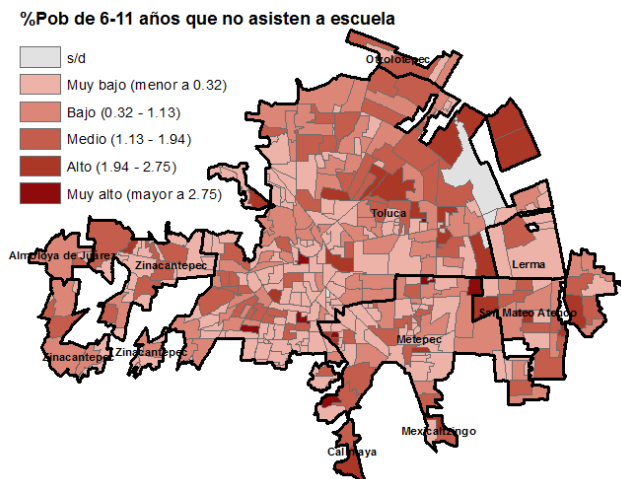 %Pob de 6-11 años que no asisten a escuela
s/d
Muy bajo (menor a 0.32)
Bajo (0.32 - 1.13)
Medio (1.13 - 1.94)
Alto (1.94 - 2.75)
Muy alto (mayor a 2.75)
Otzolotepec
Toluca
Almoloya de Juárez
Zinacantepec
Lerma
San Mateo Atenco
Metepec
Zinacantepec
Zinacantepec
Mexicaltzingo
Calimaya